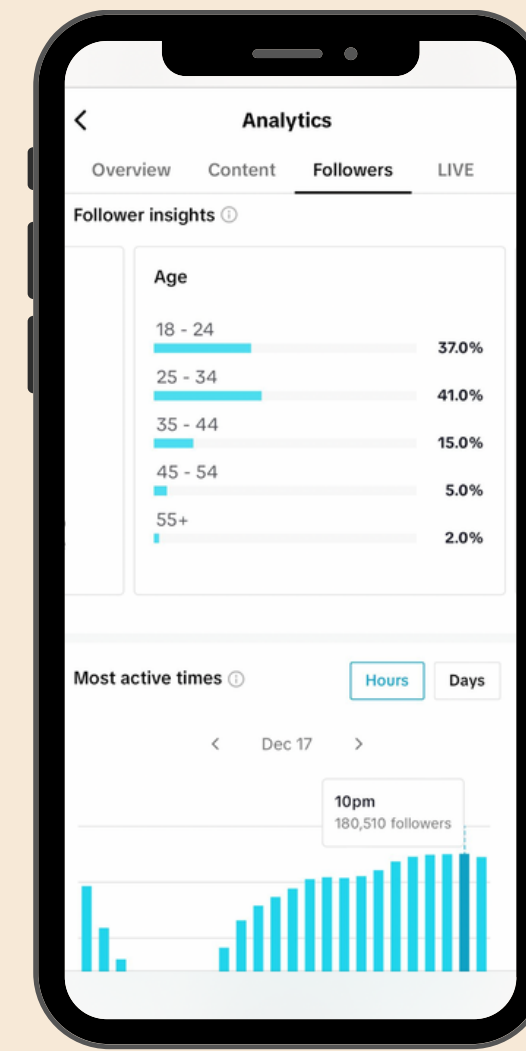 Analytics
Overview Content Followers LIVE
Follower insights
Age
18 - 24
37.0%
25 - 34
41.0%
35 - 44
15.0%
45 - 54
5.0%
55+
2.0%
Most active times
Hours Days
Dec 17
10pm
180,510 followers